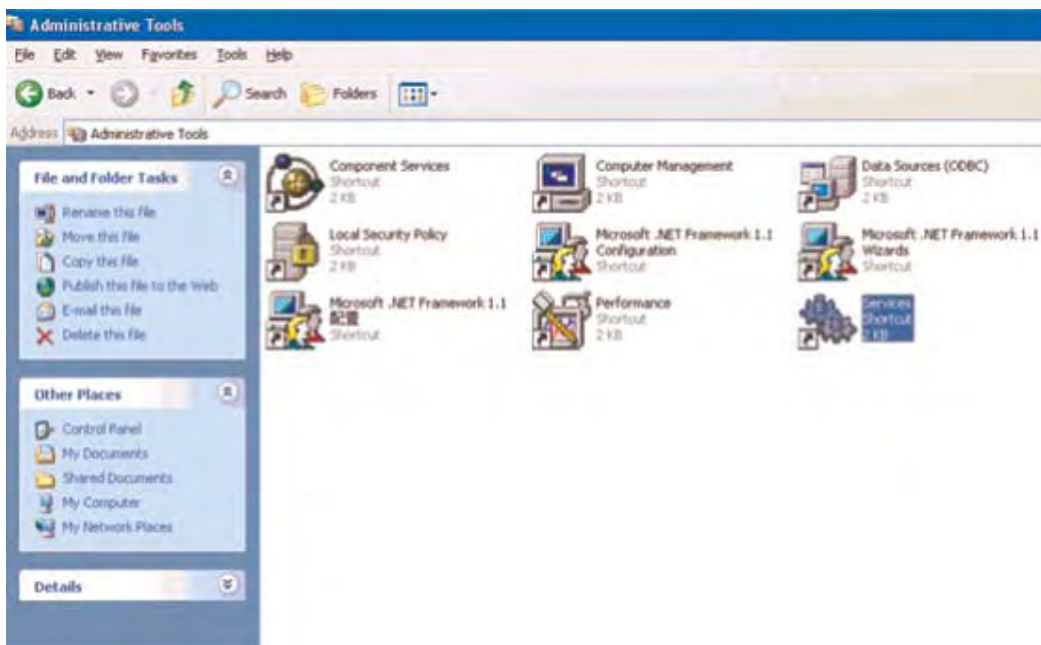 Administrative Tools
File Edit View Favorites Tools Help
Back Search Folders
Address Administrative Tools
File and Folder Tasks
Rename this file
Move this file
Copy this file
Publish this file to the Web
E-mail this file
Delete this file
Other Places
Control Panel
My Documents
Shared Documents
My Computer
My Network Places
Details
Component Services
Shortcut
2 KB
Computer Management
Shortcut
2 KB
Data Sources (ODBC)
Shortcut
2 KB
Local Security Policy
Shortcut
2 KB
Microsoft .NET Framework 1.1
Configuration
Shortcut
Microsoft .NET Framework 1.1
Wizards
Shortcut
Microsoft .NET Framework 1.1
配置
Shortcut
Performance
Shortcut
2 KB
Services
Shortcut
2 KB